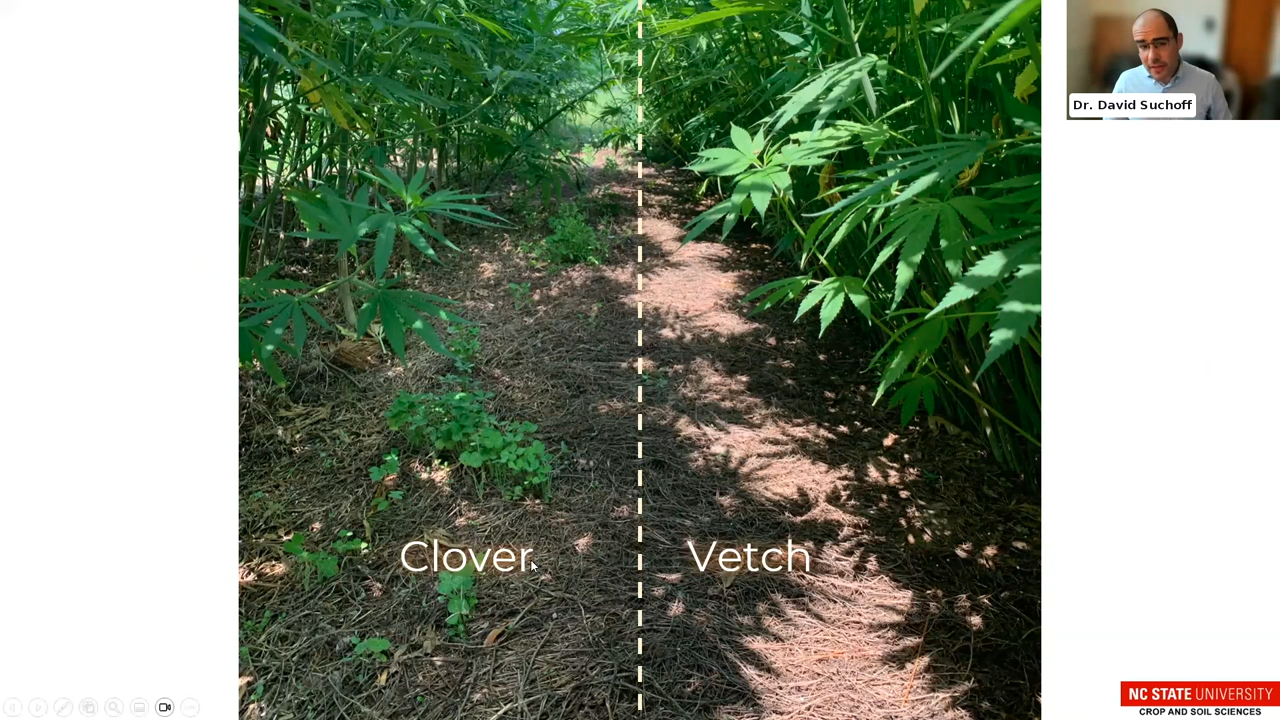 Dr. David Suchoff
Clover
Vetch
NC STATE UNIVERSITY
CROP AND SOIL SCIENCES